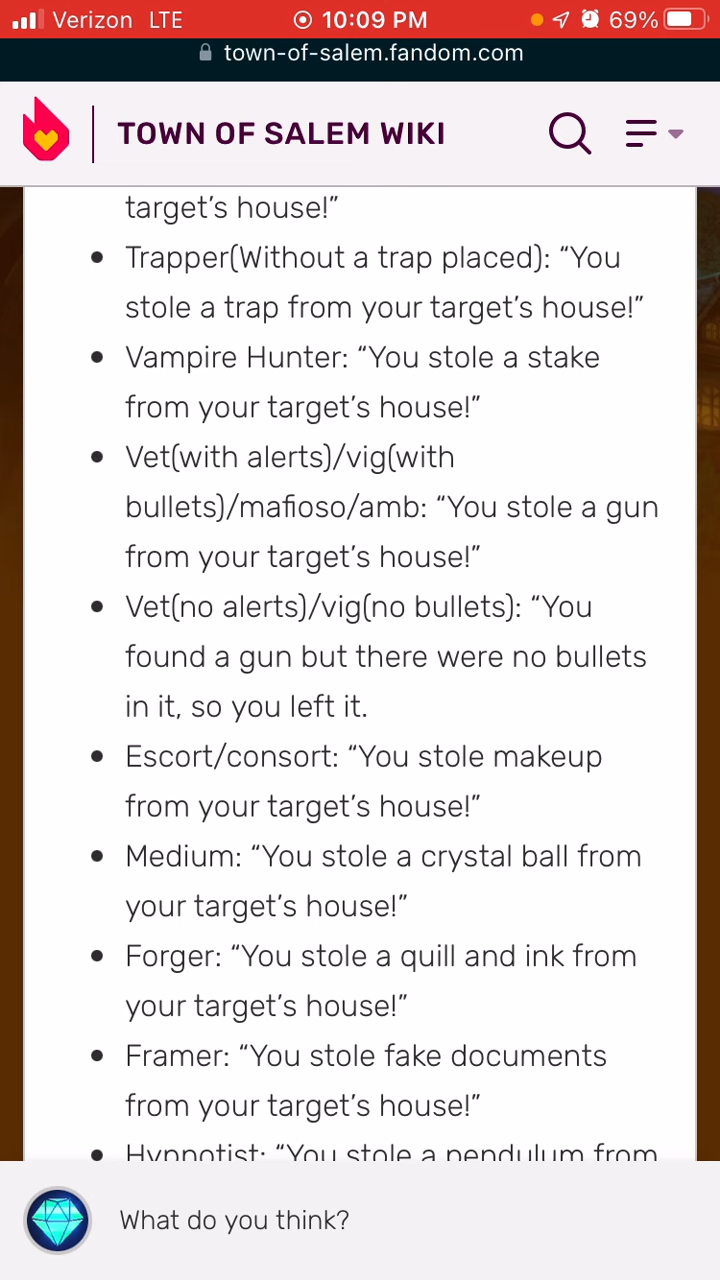 Verizon LTE 10:09 PM 69%
town-of-salem.fandom.com
TOWN OF SALEM WIKI
target’s house!”
• Trapper(Without a trap placed): “You
stole a trap from your target’s house!”
• Vampire Hunter: “You stole a stake
from your target’s house!”
• Vet(with alerts)/vig(with
bullets)/mafioso/amb: “You stole a gun
from your target’s house!”
• Vet(no alerts)/vig(no bullets): “You
found a gun but there were no bullets
in it, so you left it.
• Escort/consort: “You stole makeup
from your target’s house!”
• Medium: “You stole a crystal ball from
your target’s house!”
• Forger: “You stole a quill and ink from
your target’s house!”
• Framer: “You stole fake documents
from your target’s house!”
• Hypnotist: “You stole a pendulum from
What do you think?